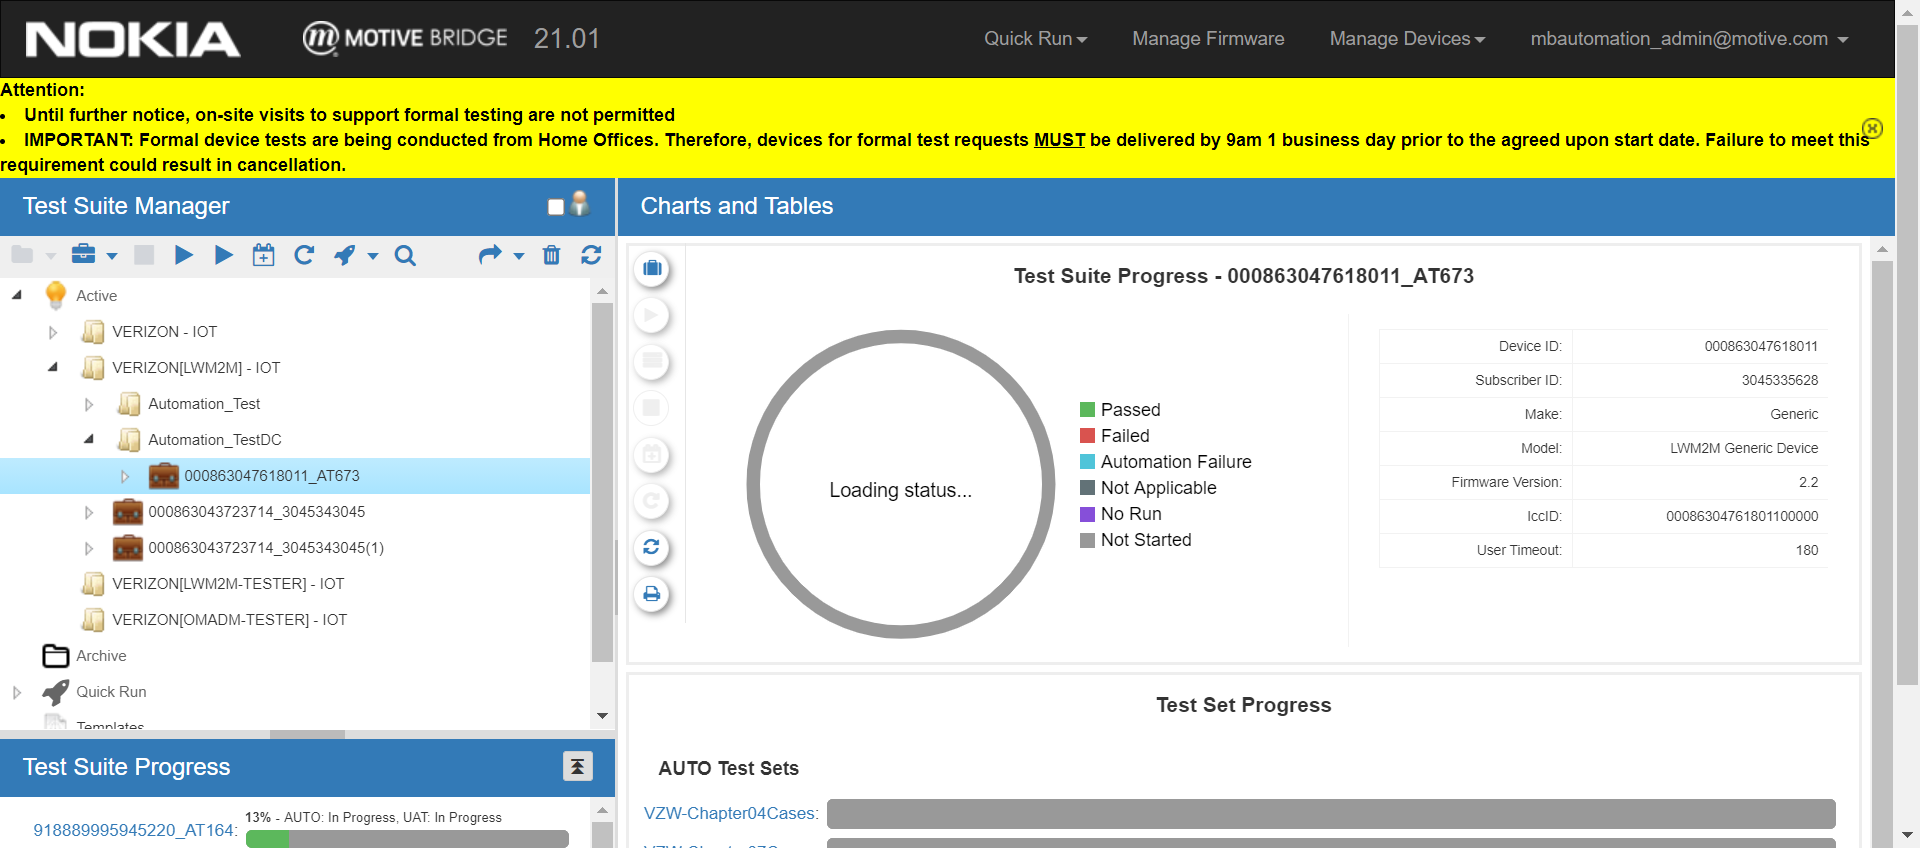 NOKIA MOTIVE BRIDGE 21.01 Quick Run Manage Firmware Manage Devices mbautomation_admin@motive.com
Attention:
• Until further notice, on-site visits to support formal testing are not permitted
• IMPORTANT: Formal device tests are being conducted from Home Offices. Therefore, devices for formal test requests MUST be delivered by 9am 1 business day prior to the agreed upon start date. Failure to meet this
requirement could result in cancellation.
Test Suite Manager
Active
VERIZON - IOT
VERIZON[LWM2M] - IOT
Automation_Test
Automation_TestDC
000863047618011_AT673
000863043723714_3045343045
000863043723714_3045343045(1)
VERIZON[LWM2M-TESTER] - IOT
VERIZON[OMADM-TESTER] - IOT
Archive
Quick Run
Templates
Test Suite Progress
918889995945220_AT164:
13% - AUTO: In Progress, UAT: In Progress
Charts and Tables
Test Suite Progress - 000863047618011_AT673
Loading status...
Passed
Failed
Automation Failure
Not Applicable
No Run
Not Started
Device ID: 000863047618011
Subscriber ID: 3045335628
Make: Generic
Model: LWM2M Generic Device
Firmware Version: 2.2
IccID: 00086304761801100000
User Timeout: 180
Test Set Progress
AUTO Test Sets
VZW-Chapter04Cases: